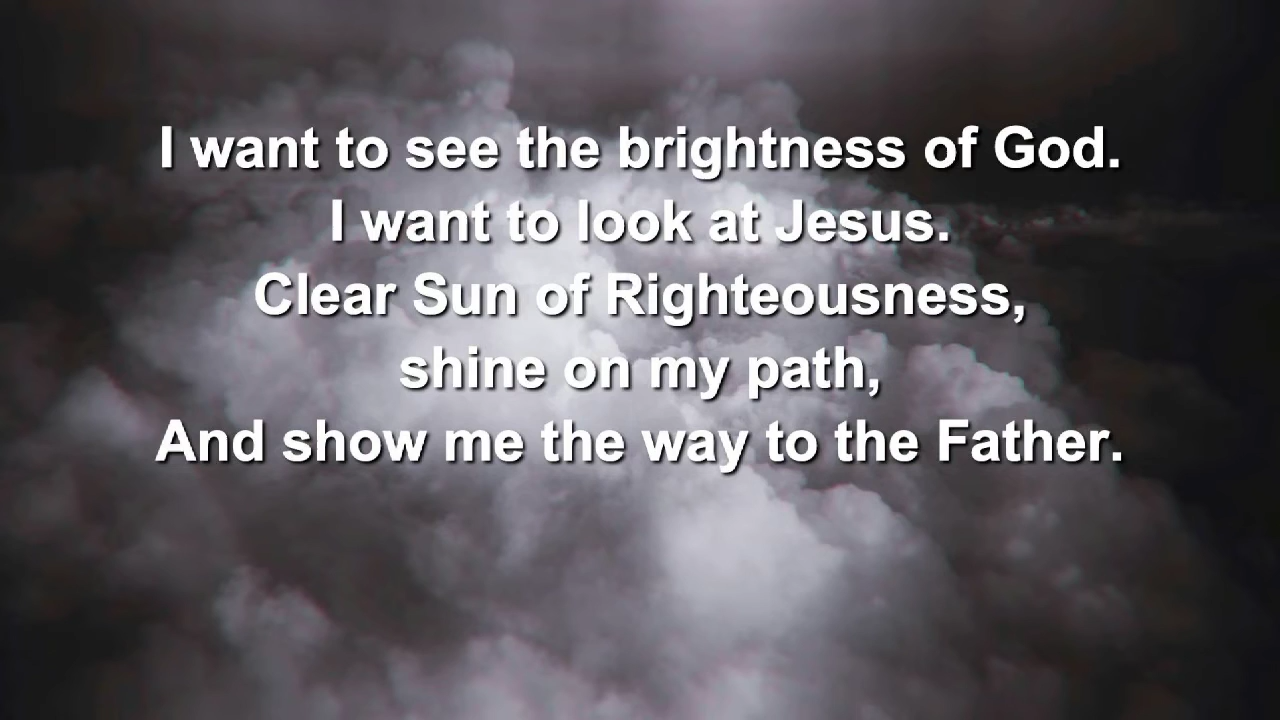 I want to see the brightness of God.
I want to look at Jesus.
Clear Sun of Righteousness,
shine on my path,
And show me the way to the Father.